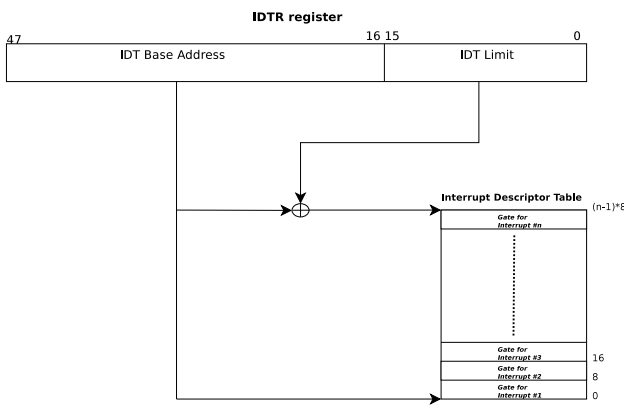 IDTR register
47 16 15 0
IDT Base Address IDT Limit
Interrupt Descriptor Table
(n-1)*8
Gate for
Interrupt #n
Gate for
Interrupt #3
16
Gate for
Interrupt #2
8
Gate for
Interrupt #1
0